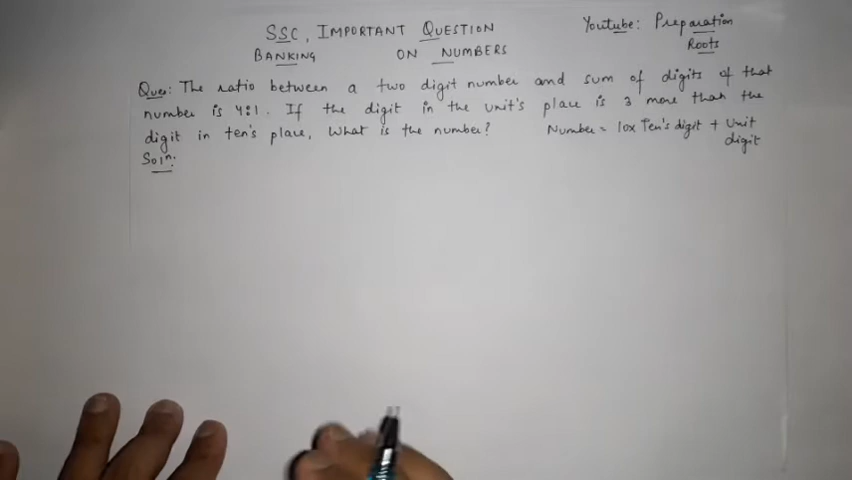 SSC, IMPORTANT QUESTION
BANKING ON NUMBERS
Youtube: Preparation
Roots
Ques: The ratio between a two digit number and sum of digits of that
number is 4:1. If the digit in the unit's place is 3 more than the
digit in ten's place, What is the number?
Number = 10x Ten's digit + Unit
digit
Soln: